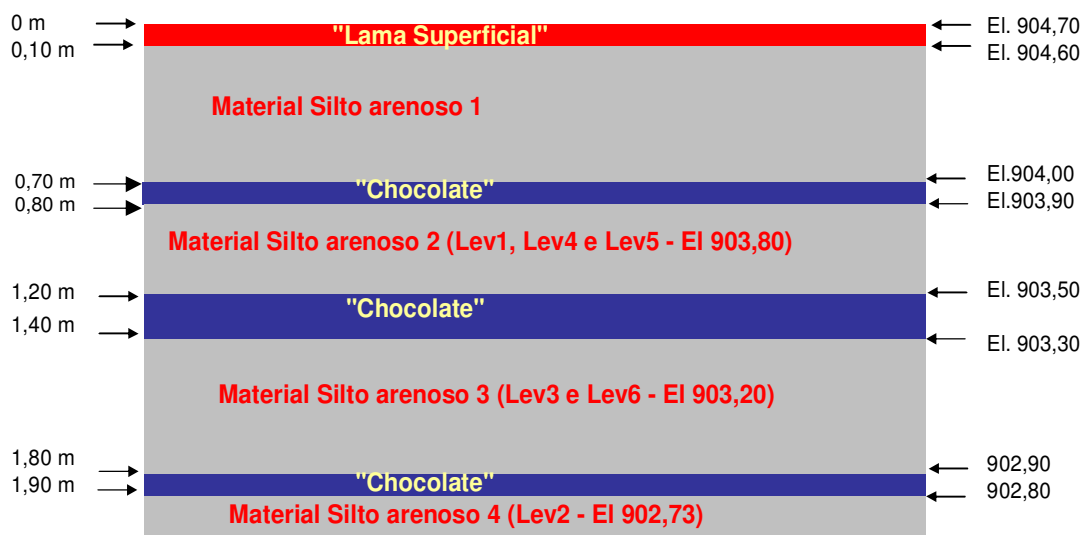 0 m
"Lama Superficial"
El. 904,70
0,10 m
El. 904,60
Material Silto arenoso 1
0,70 m
"Chocolate"
El.904,00
0,80 m
El.903,90
Material Silto arenoso 2 (Lev1, Lev4 e Lev5 - El 903,80)
1,20 m
"Chocolate"
El. 903,50
1,40 m
El. 903,30
Material Silto arenoso 3 (Lev3 e Lev6 - El 903,20)
1,80 m
"Chocolate"
902,90
1,90 m
902,80
Material Silto arenoso 4 (Lev2 - El 902,73)